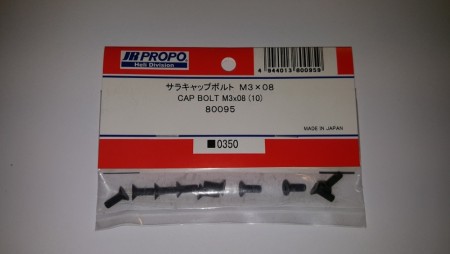 JR PROPO
Heli Division
4 944013 800959
サラキャップボルト M3×08
CAP BOLT M3x08 (10)
80095
MADE IN JAPAN
■0350